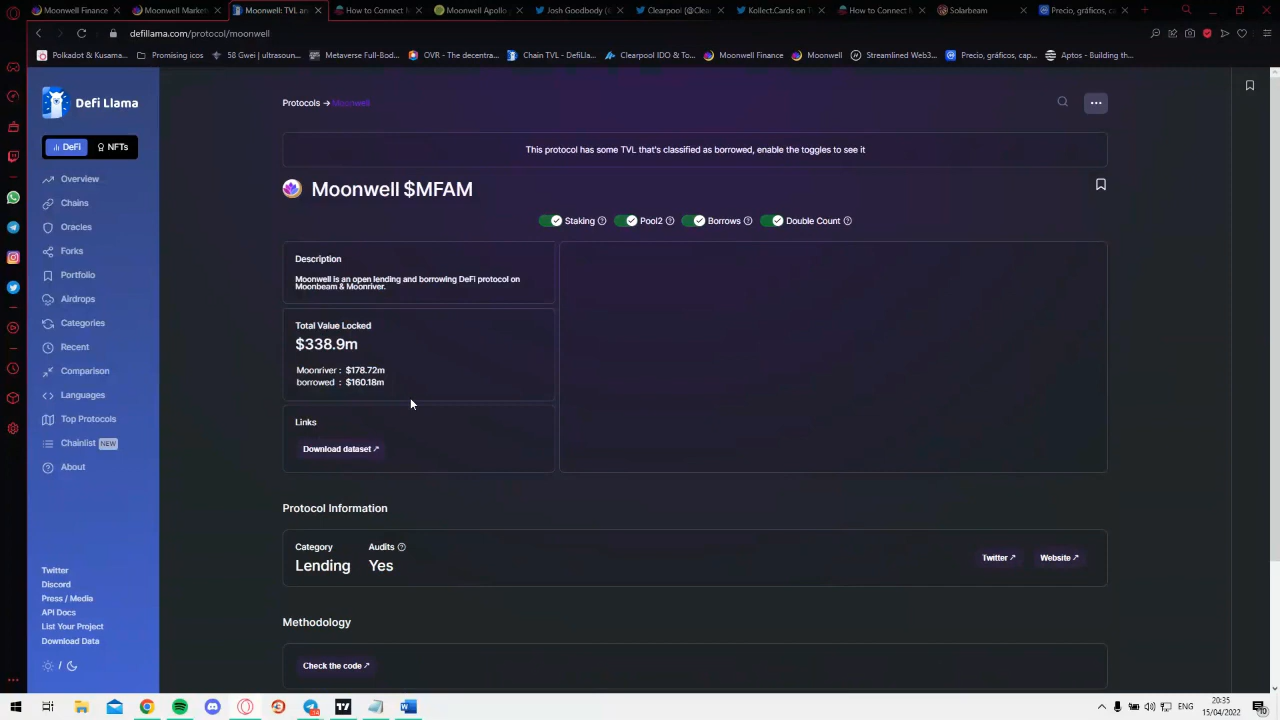 Moonwell Finance
Moonwell Market
Moonwell: TVL an
How to Connect M
Moonwell Apollo
Josh Goodbody (@
Clearpool (@Clear
Kollect.Cards on T
How to Connect M
Solarbeam
Precio, gráficos, ca
defillama.com/protocol/moonwell
Polkadot & Kusama...
Promising icos
58 Gwei | ultrasoun...
Metaverse Full-Bod...
OVR - The decentra...
Chain TVL - DefiLla...
Clearpool IDO & To...
Moonwell Finance
Moonwell
Streamlined Web3...
Precio, gráficos, cap...
Aptos - Building th...
Defi Llama
DeFi
NFTs
Overview
Chains
Oracles
Forks
Portfolio
Airdrops
Categories
Recent
Comparison
Languages
Top Protocols
Chainlist NEW
About
Twitter
Discord
Press / Media
API Docs
List Your Project
Download Data
/
Protocols → Moonwell
This protocol has some TVL that's classified as borrowed, enable the toggles to see it
Moonwell $MFAM
Staking
Pool2
Borrows
Double Count
Description
Moonwell is an open lending and borrowing DeFi protocol on
Moonbeam & Moonriver.
Total Value Locked
$338.9m
Moonriver : $178.72m
borrowed : $160.18m
Links
Download dataset ↗
Protocol Information
Category
Audits
Lending
Yes
Twitter ↗
Website ↗
Methodology
Check the code ↗
ENG
20:35
15/04/2022